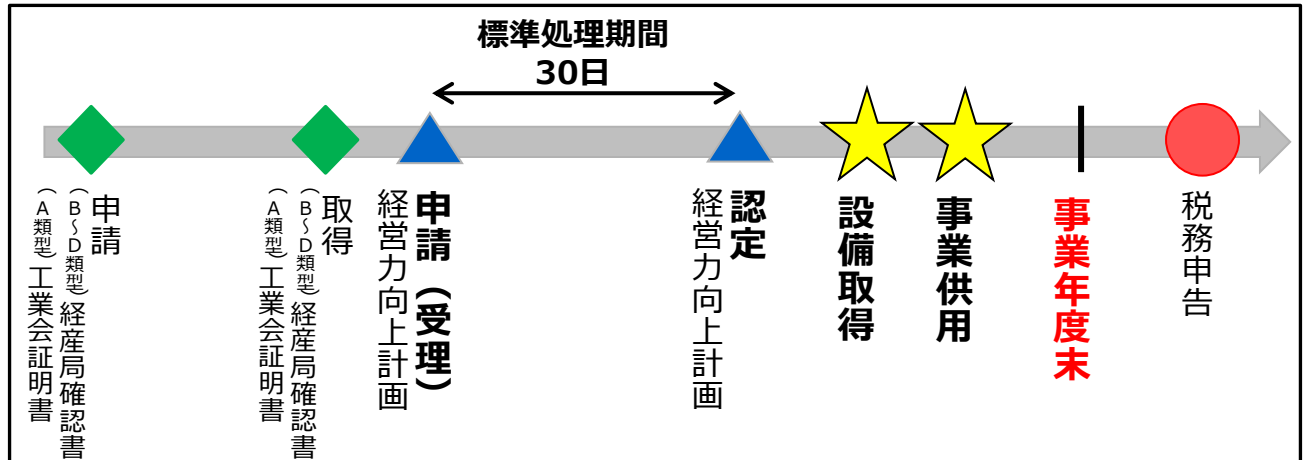 標準処理期間
30日
申請
（B～D類型）経産局確認書
（A類型）工業会証明書
取得
（B～D類型）経産局確認書
（A類型）工業会証明書
申請（受理）
経営力向上計画
認定
経営力向上計画
設備取得
事業供用
事業年度末
税務申告